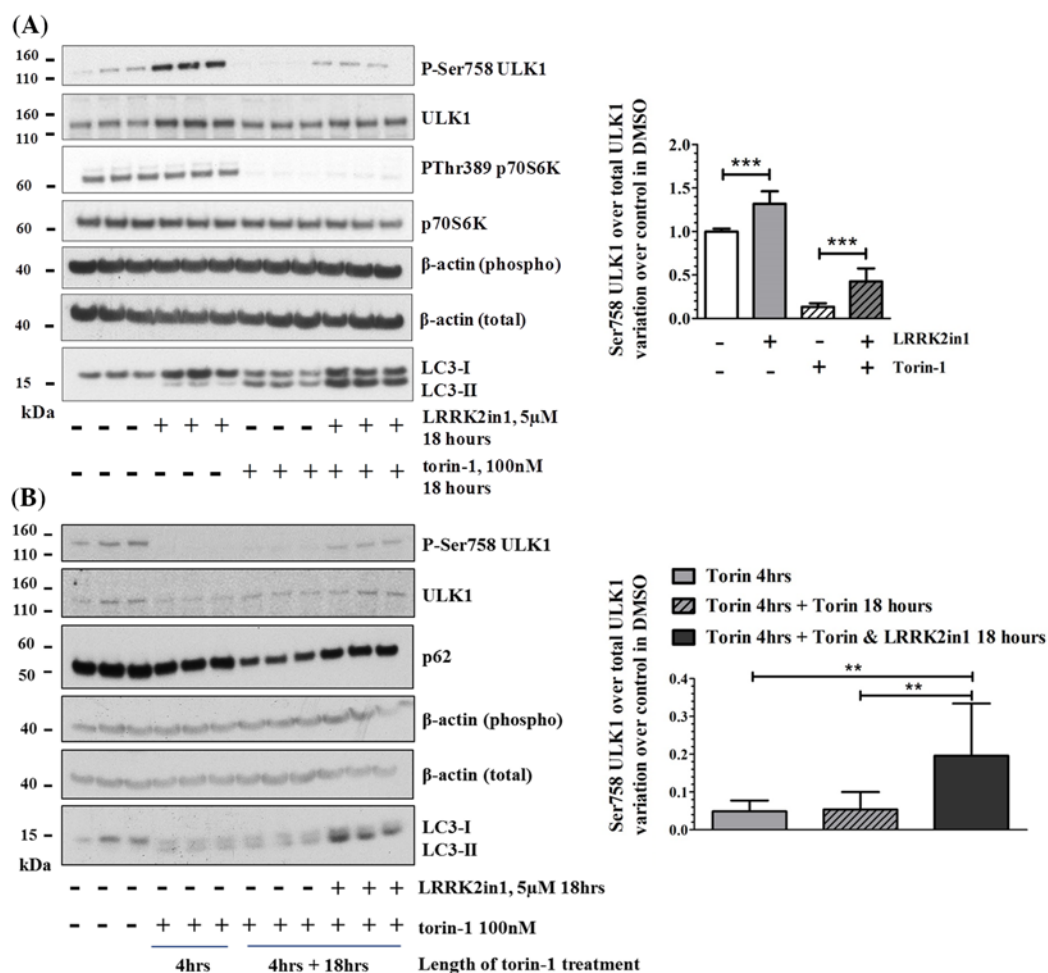 (A)
160
110
P-Ser758 ULK1
160
110
ULK1
60
PThr389 p70S6K
60
p70S6K
40
β-actin (phospho)
40
β-actin (total)
15
LC3-I
LC3-II
kDa
- - - + + + - - - + + +
LRRK2in1, 5µM
18 hours
- - - - - - + + + + + +
torin-1, 100nM
18 hours
Ser758 ULK1 over total ULK1
variation over control in DMSO
2.0
1.5
1.0
0.5
0.0
*** ***
- + - + LRRK2in1
- - + + Torin-1
(B)
160
110
P-Ser758 ULK1
160
110
ULK1
60
50
p62
40
β-actin (phospho)
40
β-actin (total)
15
LC3-I
LC3-II
kDa
- - - - - - - - - + + +
LRRK2in1, 5µM 18hrs
- - - + + + + + + + + +
torin-1 100nM
4hrs 4hrs + 18hrs Length of torin-1 treatment
Torin 4hrs
Torin 4hrs + Torin 18 hours
Torin 4hrs + Torin & LRRK2in1 18 hours
Ser758 ULK1 over total ULK1
variation over control in DMSO
0.4
0.3
0.2
0.1
0.0
**
**